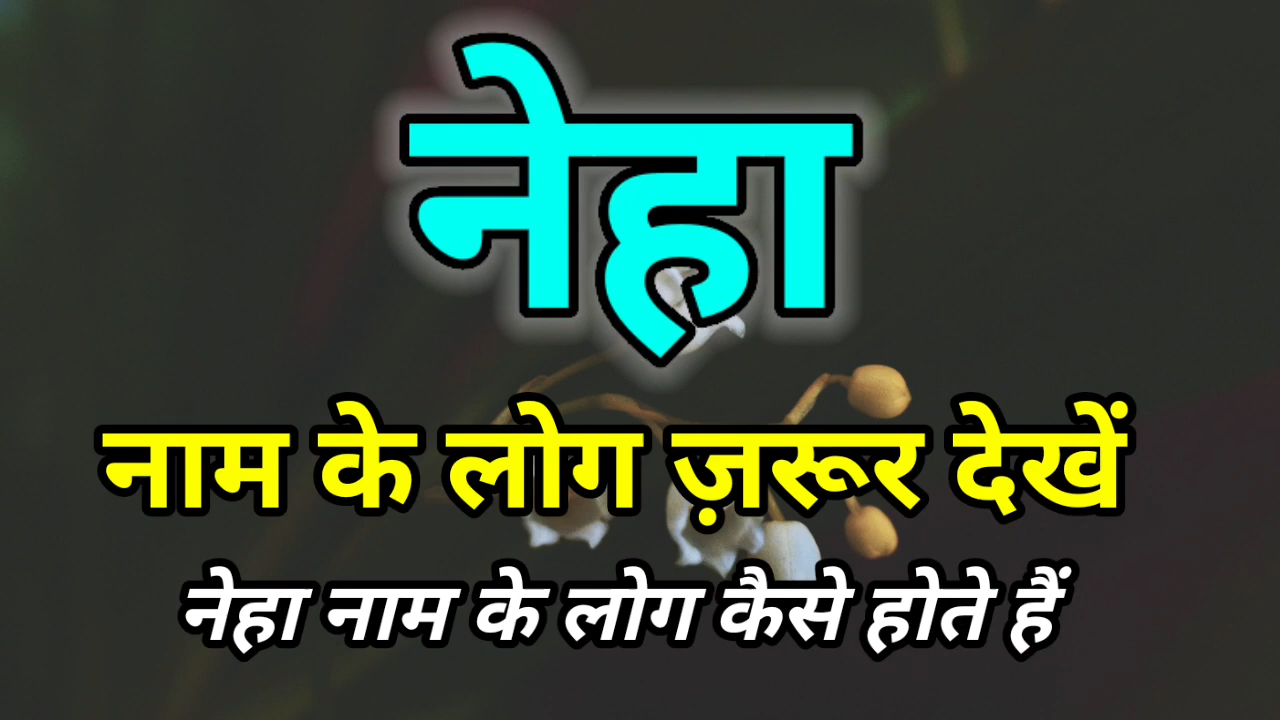 नेहा
नाम के लोग ज़रूर देखें
नेहा नाम के लोग कैसे होते हैं